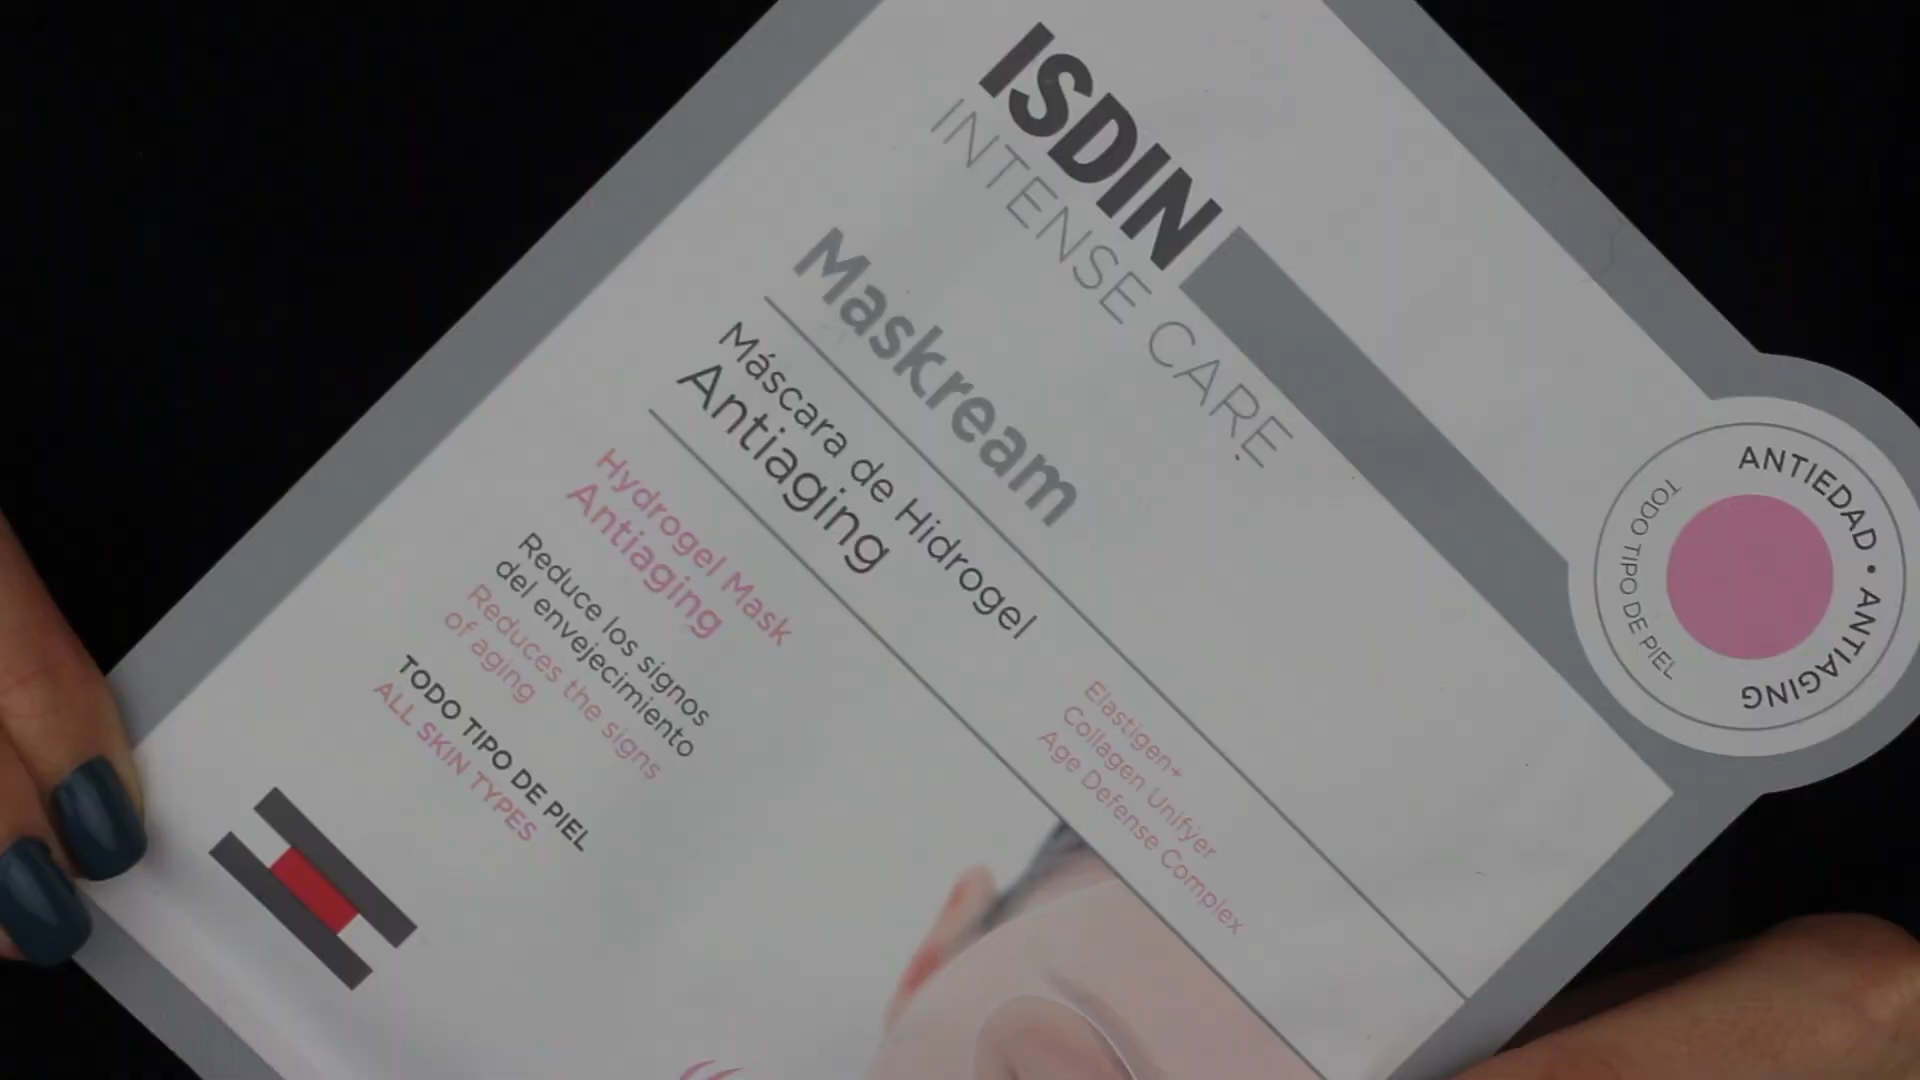 ISDIN
INTENSE CARE
Maskream
Máscara de Hidrogel
Antiaging
Hydrogel Mask
Antiaging
Reduce los signos
del envejecimiento
Reduces the signs
of aging
TODO TIPO DE PIEL
ALL SKIN TYPES
Elastigen+
Collagen Unifyer
Age Defense Complex
ANTIEDAD • ANTIAGING
TODO TIPO DE PIEL